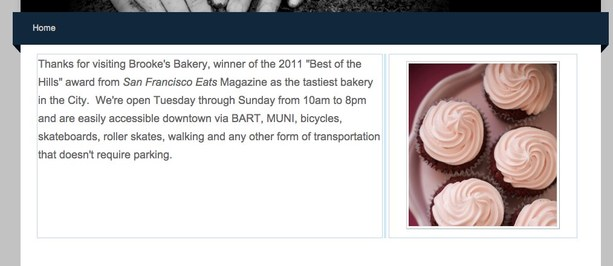 Home
Thanks for visiting Brooke's Bakery, winner of the 2011 "Best of the
Hills" award from San Francisco Eats Magazine as the tastiest bakery
in the City.  We're open Tuesday through Sunday from 10am to 8pm
and are easily accessible downtown via BART, MUNI, bicycles,
skateboards, roller skates, walking and any other form of transportation
that doesn't require parking.